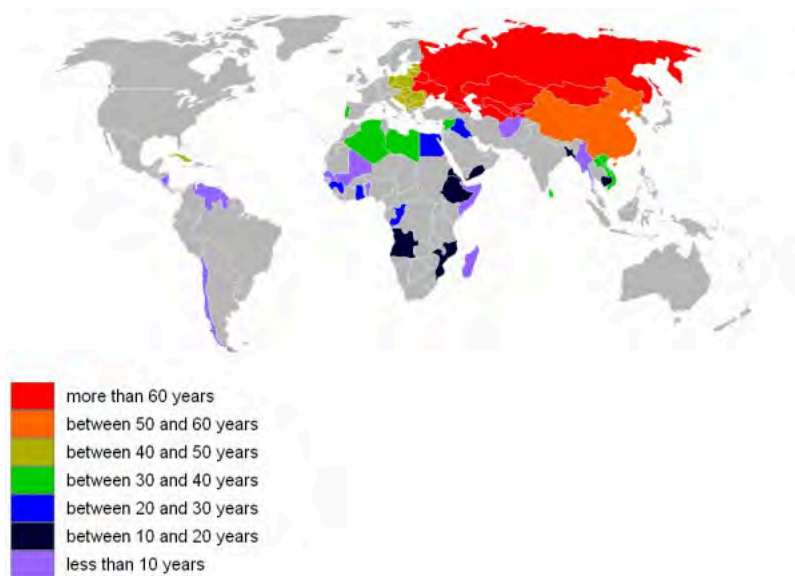 more than 60 years
between 50 and 60 years
between 40 and 50 years
between 30 and 40 years
between 20 and 30 years
between 10 and 20 years
less than 10 years